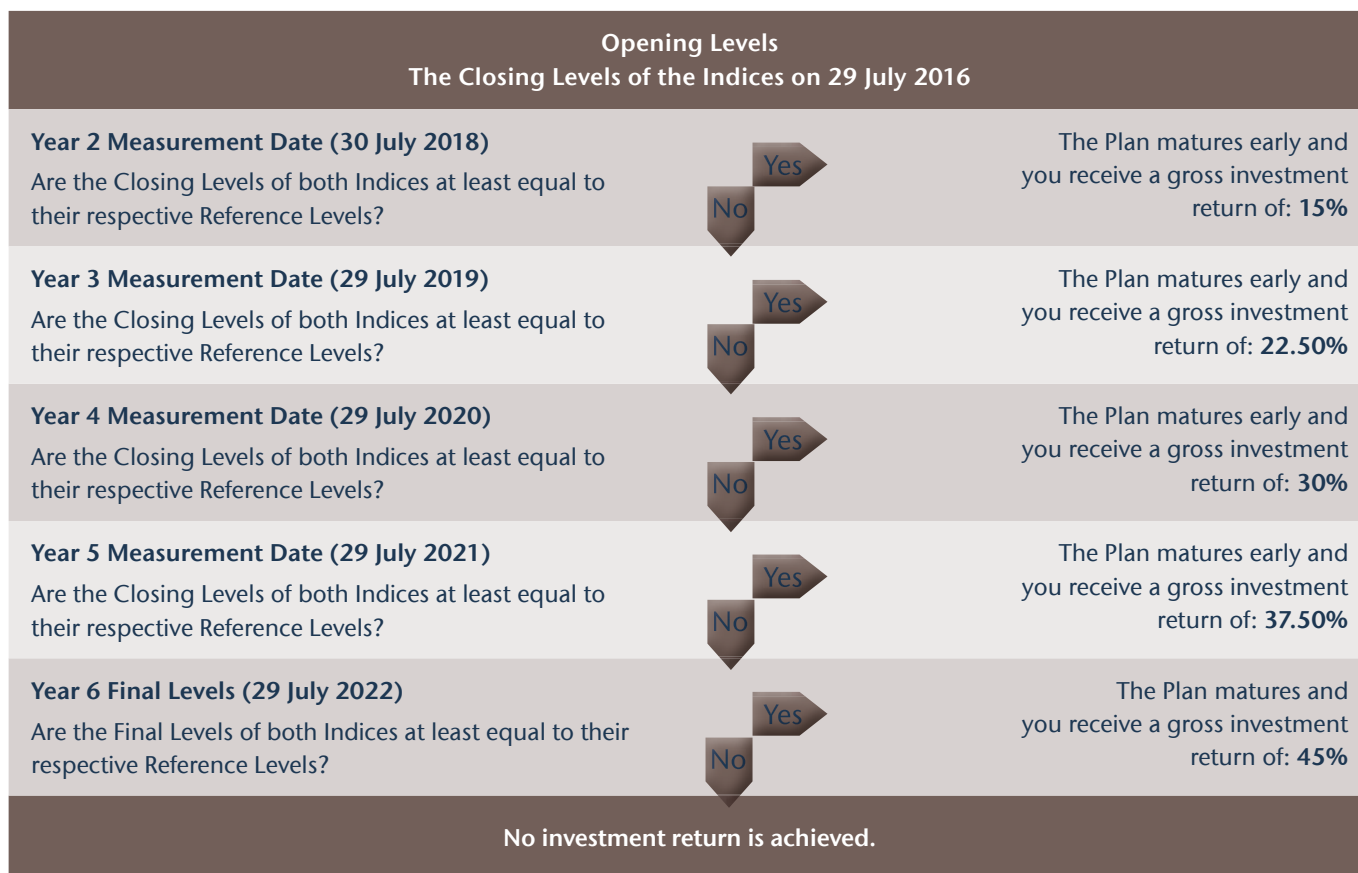 Opening Levels
The Closing Levels of the Indices on 29 July 2016
Year 2 Measurement Date (30 July 2018)
Are the Closing Levels of both Indices at least equal to
their respective Reference Levels?
Yes
No
The Plan matures early and
you receive a gross investment
return of: 15%
Year 3 Measurement Date (29 July 2019)
Are the Closing Levels of both Indices at least equal to
their respective Reference Levels?
Yes
No
The Plan matures early and
you receive a gross investment
return of: 22.50%
Year 4 Measurement Date (29 July 2020)
Are the Closing Levels of both Indices at least equal to
their respective Reference Levels?
Yes
No
The Plan matures early and
you receive a gross investment
return of: 30%
Year 5 Measurement Date (29 July 2021)
Are the Closing Levels of both Indices at least equal to
their respective Reference Levels?
Yes
No
The Plan matures early and
you receive a gross investment
return of: 37.50%
Year 6 Final Levels (29 July 2022)
Are the Final Levels of both Indices at least equal to their
respective Reference Levels?
Yes
No
The Plan matures and
you receive a gross investment
return of: 45%
No investment return is achieved.